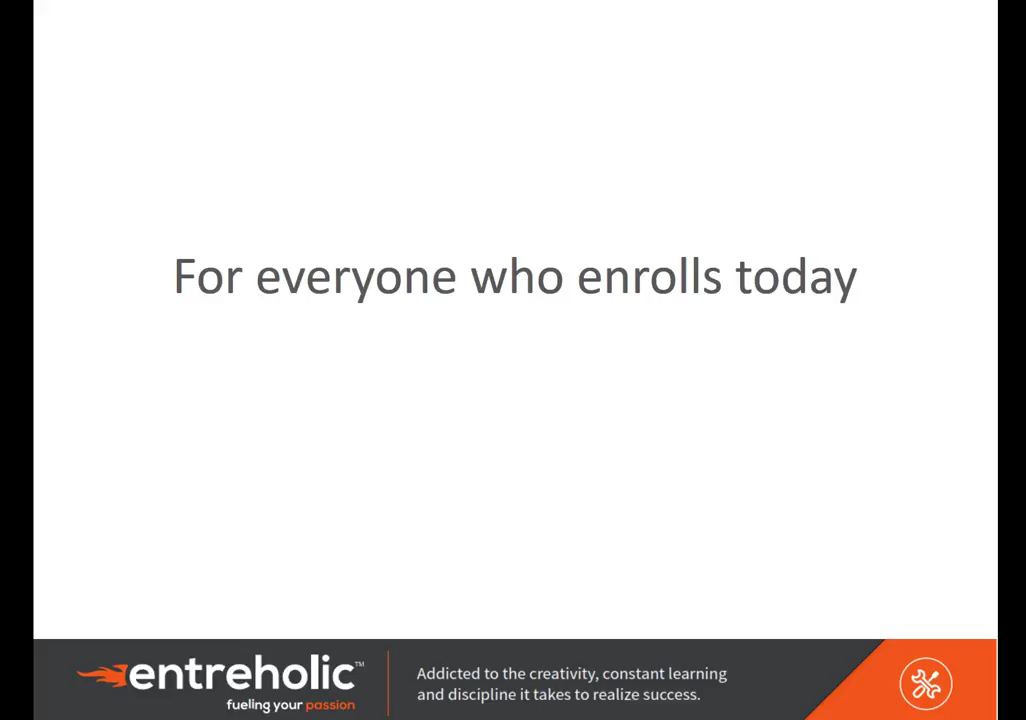 For everyone who enrolls today
entreholic™
fueling your passion
Addicted to the creativity, constant learning
and discipline it takes to realize success.